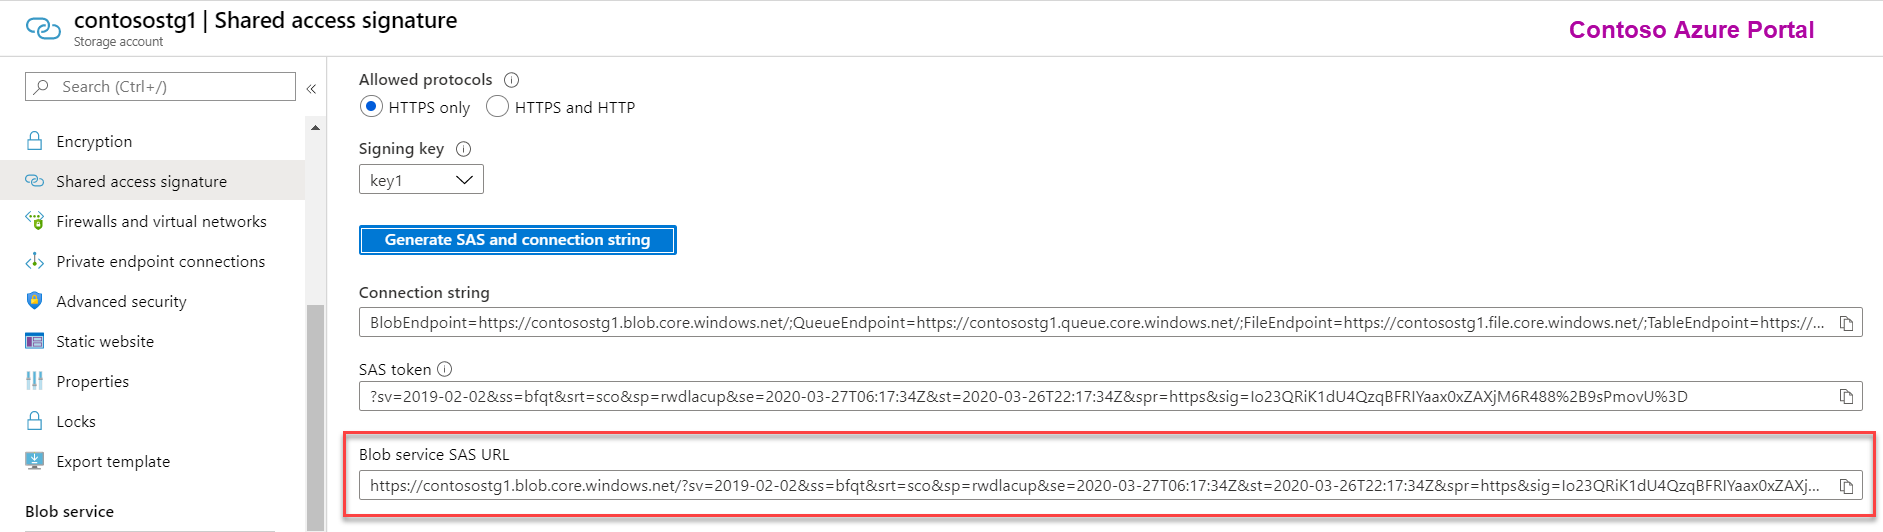 contosostg1 | Shared access signature
Storage account
Contoso Azure Portal
Search (Ctrl+/)
«
Encryption
Shared access signature
Firewalls and virtual networks
Private endpoint connections
Advanced security
Static website
Properties
Locks
Export template
Blob service
Allowed protocols
HTTPS only
HTTPS and HTTP
Signing key
key1
Generate SAS and connection string
Connection string
BlobEndpoint=https://contosostg1.blob.core.windows.net/;QueueEndpoint=https://contosostg1.queue.core.windows.net/;FileEndpoint=https://contosostg1.file.core.windows.net/;TableEndpoint=https://...
SAS token
?sv=2019-02-02&ss=bfqt&srt=sco&sp=rwdlacup&se=2020-03-27T06:17:34Z&st=2020-03-26T22:17:34Z&spr=https&sig=Io23QRiK1dU4QzqBFRIYaax0xZAXjM6R488%2B9sPmovU%3D
Blob service SAS URL
https://contosostg1.blob.core.windows.net/?sv=2019-02-02&ss=bfqt&srt=sco&sp=rwdlacup&se=2020-03-27T06:17:34Z&st=2020-03-26T22:17:34Z&spr=https&sig=Io23QRiK1dU4QzqBFRIYaax0xZAXj...